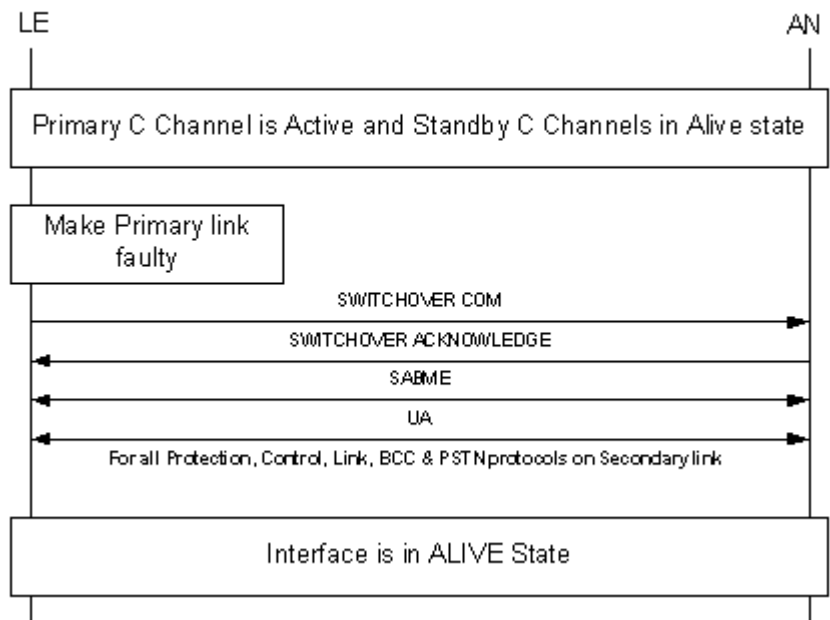 LE
AN
Primary C Channel is Active and Standby C Channels in Alive state
Make Primary link
faulty
SWITCHOVER COM
SWITCHOVER ACKNOWLEDGE
SABME
UA
For all Protection, Control, Link, BCC & PSTN protocols on Secondary link
Interface is in ALIVE State